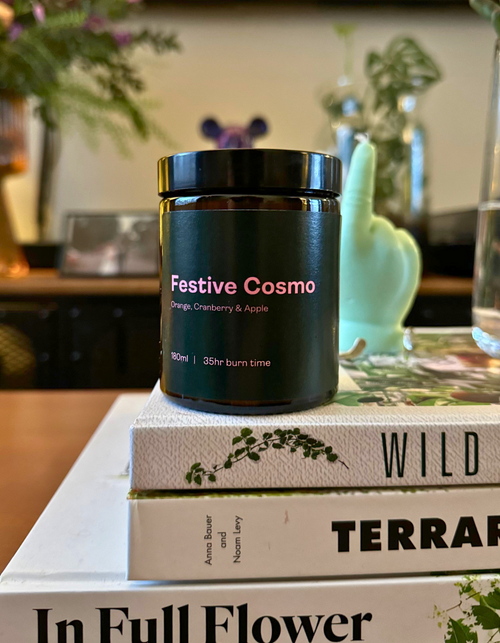 Festive Cosmo
Orange, Cranberry & Apple
180ml | 35hr burn time
WILD
Anna Bauer
and
Noam Levy
TERRAR
In Full Flower